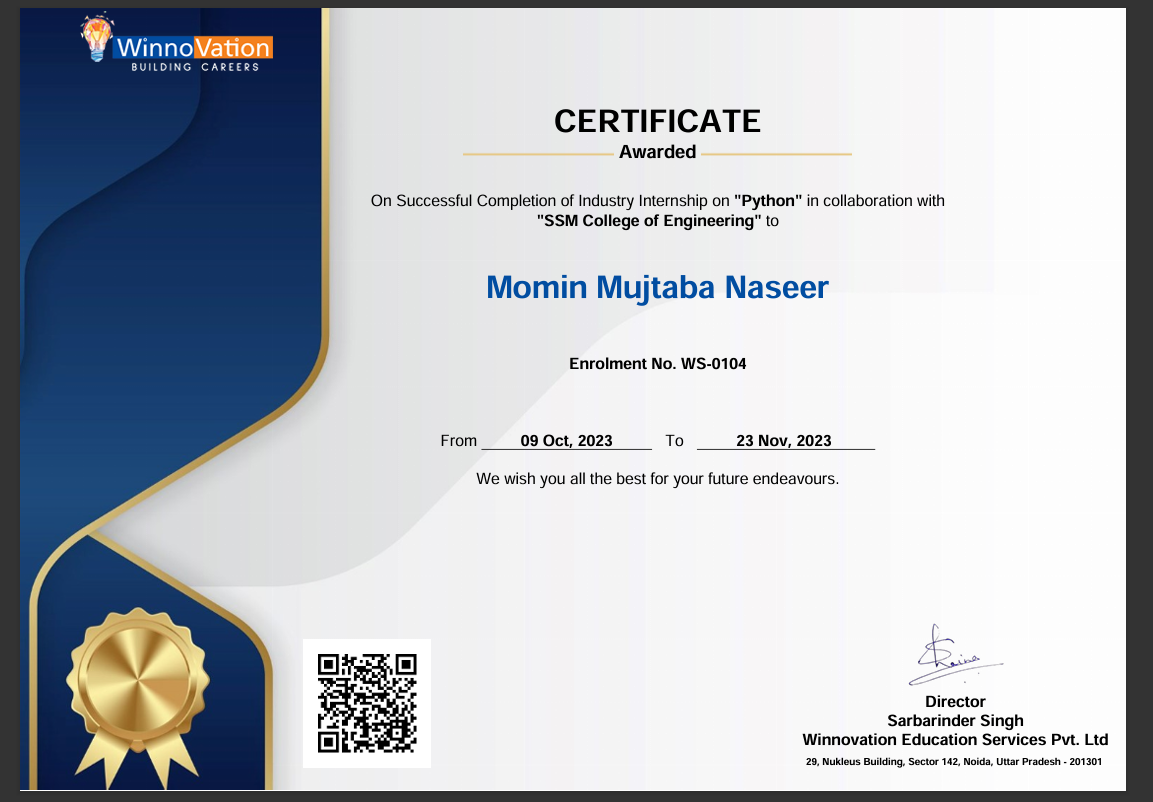 WinnoVation
BUILDING CAREERS
CERTIFICATE
Awarded
On Successful Completion of Industry Internship on "Python" in collaboration with
"SSM College of Engineering" to
Momin Mujtaba Naseer
Enrolment No. WS-0104
From 09 Oct, 2023 To 23 Nov, 2023
We wish you all the best for your future endeavours.
Director
Sarbarinder Singh
Winnovation Education Services Pvt. Ltd
29, Nukleus Building, Sector 142, Noida, Uttar Pradesh - 201301